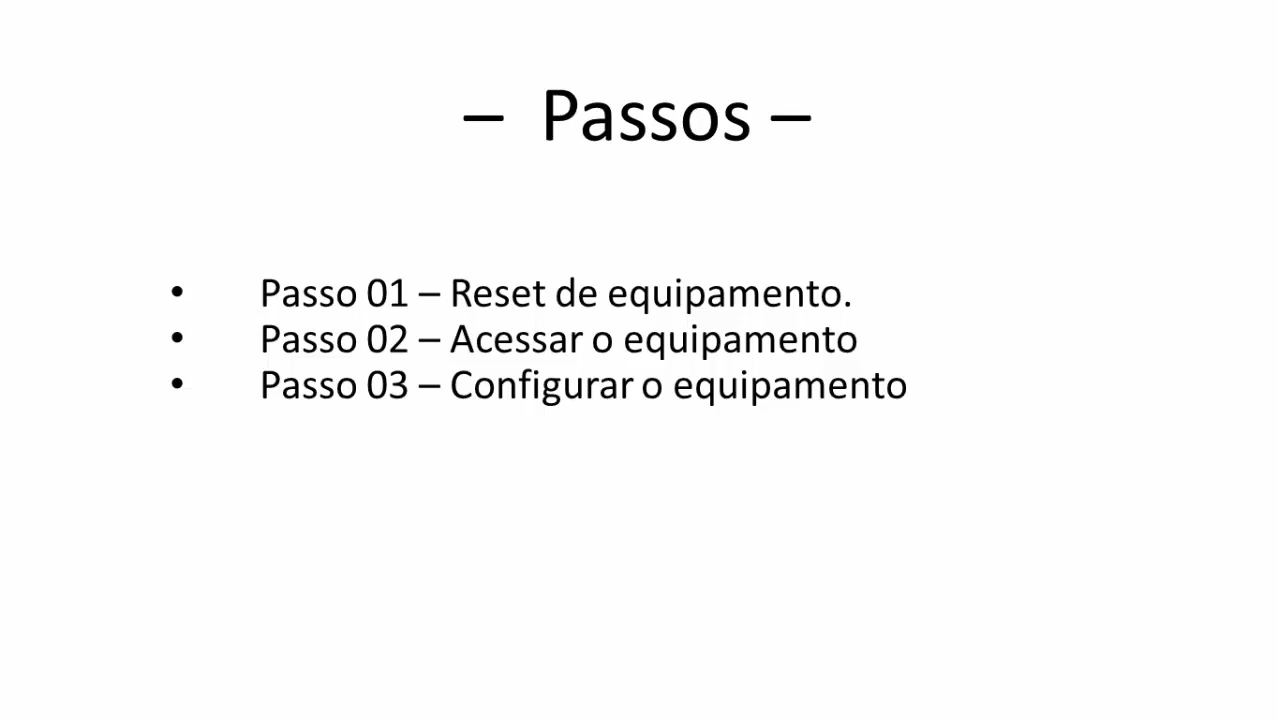 – Passos –
• Passo 01 – Reset de equipamento.
• Passo 02 – Acessar o equipamento
• Passo 03 – Configurar o equipamento